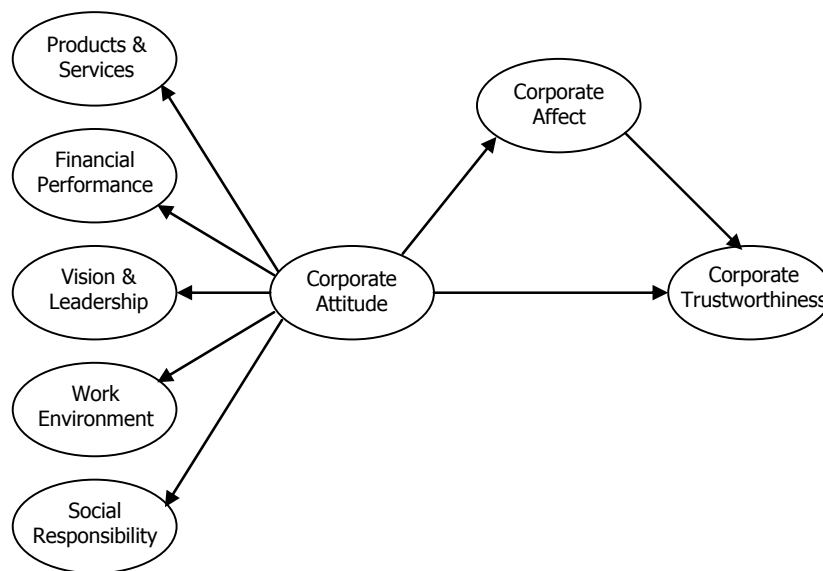 Products &
Services
Financial
Performance
Vision &
Leadership
Work
Environment
Social
Responsibility
Corporate
Attitude
Corporate
Affect
Corporate
Trustworthiness